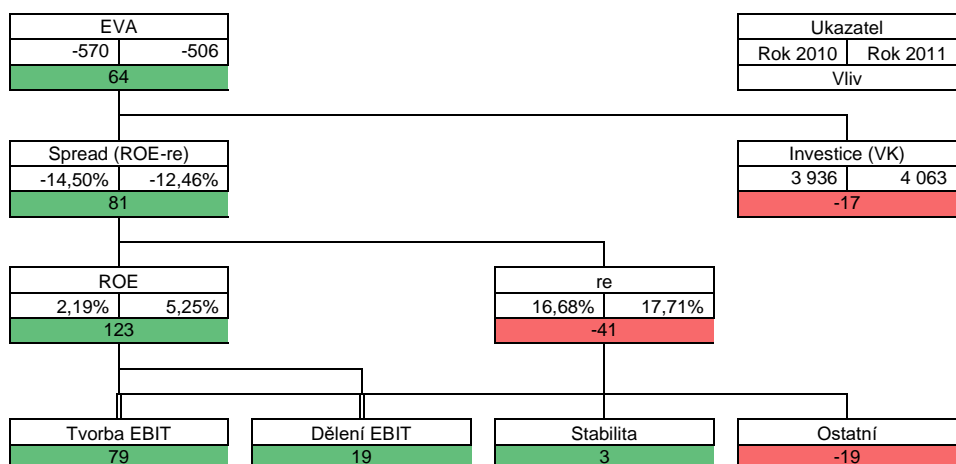 EVA
-570 -506
64
Ukazatel
Rok 2010 Rok 2011
Vliv
Spread (ROE-re)
-14,50% -12,46%
81
Investice (VK)
3 936 4 063
-17
ROE
2,19% 5,25%
123
re
16,68% 17,71%
-41
Tvorba EBIT
79
Dělení EBIT
19
Stabilita
3
Ostatní
-19